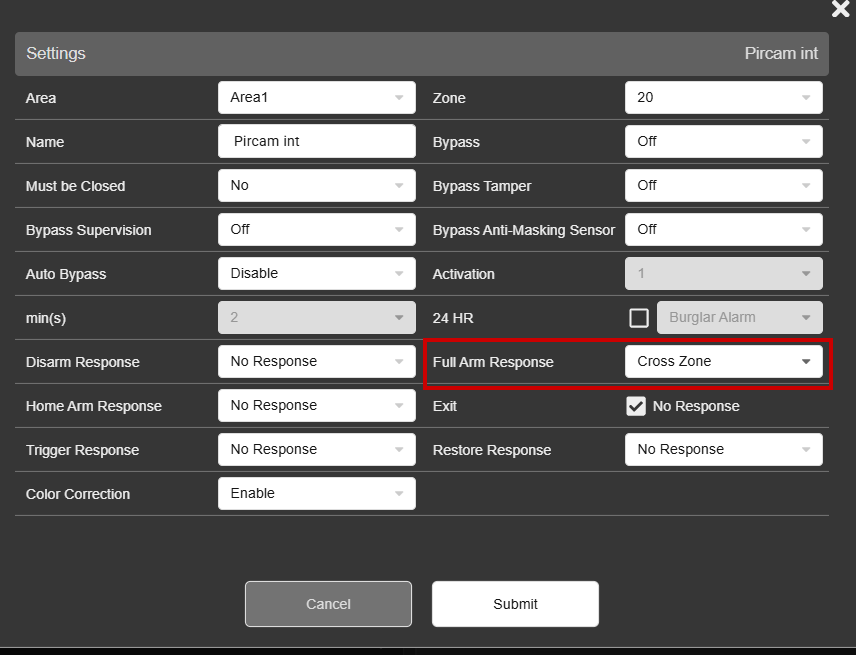 Settings Pircam int
Area Area1 Zone 20
Name Pircam int Bypass Off
Must be Closed No Bypass Tamper Off
Bypass Supervision Off Bypass Anti-Masking Sensor Off
Auto Bypass Disable Activation 1
min(s) 2 24 HR Burglar Alarm
Disarm Response No Response Full Arm Response Cross Zone
Home Arm Response No Response Exit No Response
Trigger Response No Response Restore Response No Response
Color Correction Enable
Cancel Submit